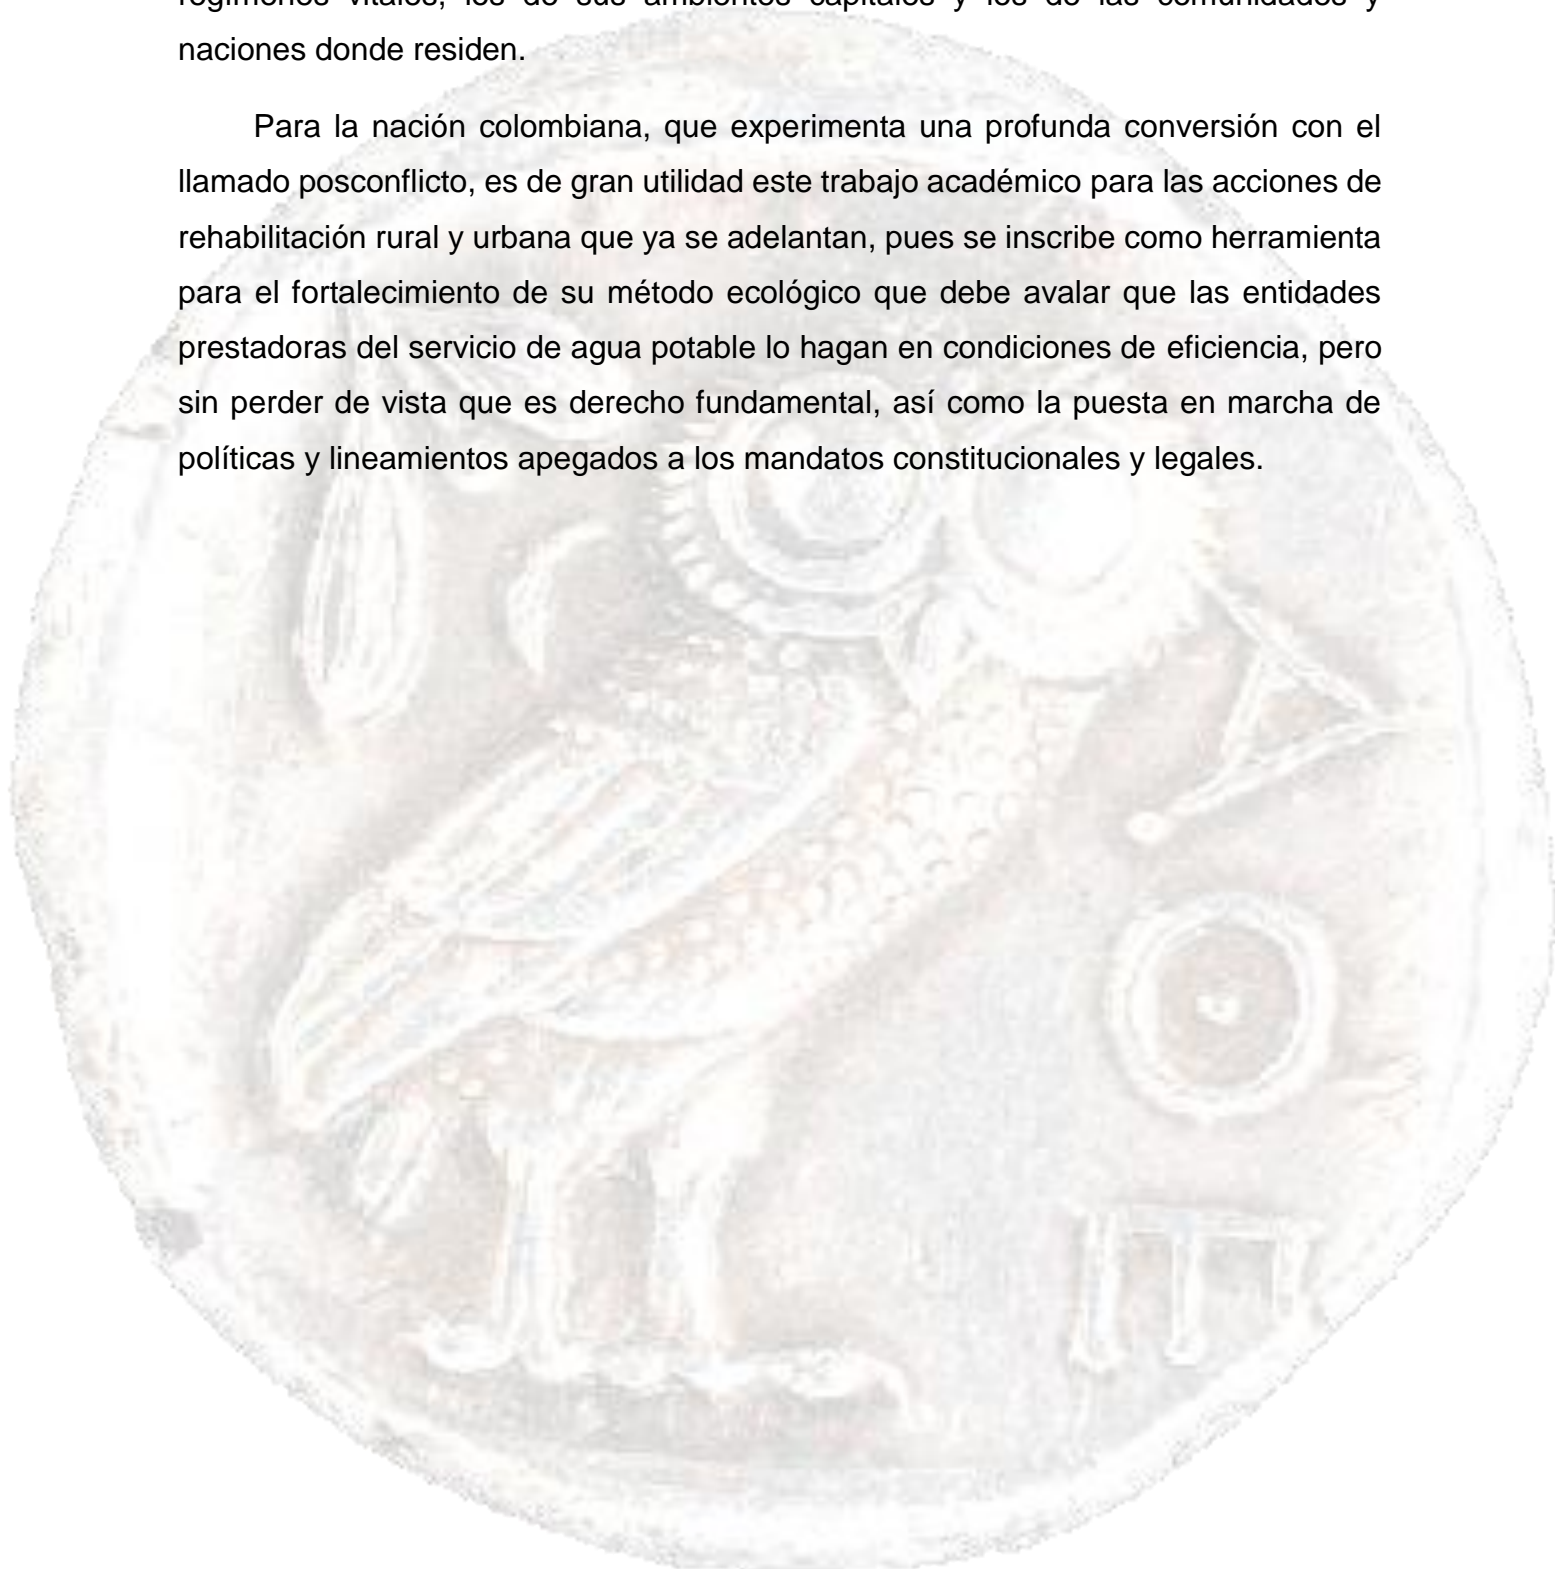 regímenes vitales, los de sus ambientes capitales y los de las comunidades y
naciones donde residen.
Para la nación colombiana, que experimenta una profunda conversión con el
llamado posconflicto, es de gran utilidad este trabajo académico para las acciones de
rehabilitación rural y urbana que ya se adelantan, pues se inscribe como herramienta
para el fortalecimiento de su método ecológico que debe avalar que las entidades
prestadoras del servicio de agua potable lo hagan en condiciones de eficiencia, pero
sin perder de vista que es derecho fundamental, así como la puesta en marcha de
políticas y lineamientos apegados a los mandatos constitucionales y legales.